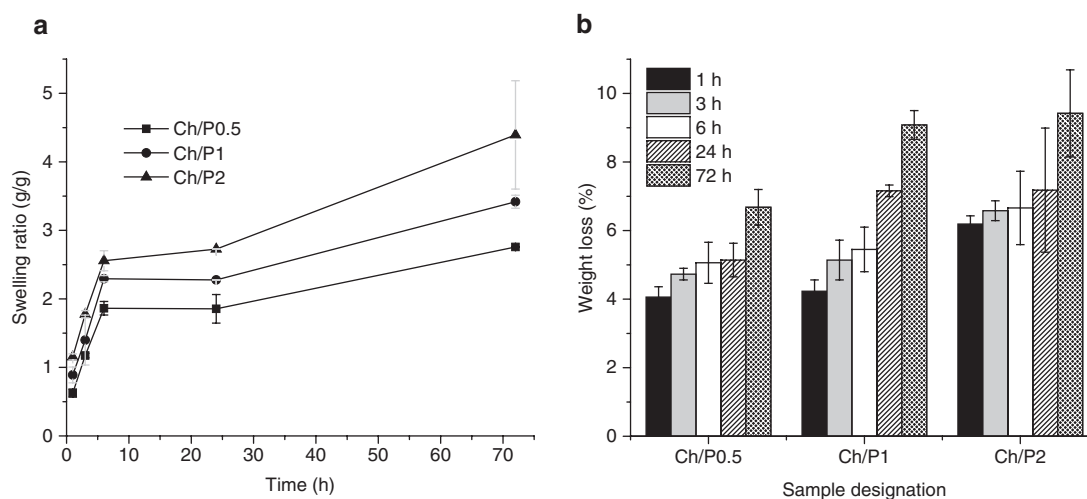 a
Swelling ratio (g/g)
5
4
3
2
1
0
Ch/P0.5
Ch/P1
Ch/P2
0 10 20 30 40 50 60 70
Time (h)
b
Weight loss (%)
10
8
6
4
2
0
1 h
3 h
6 h
24 h
72 h
Ch/P0.5 Ch/P1 Ch/P2
Sample designation